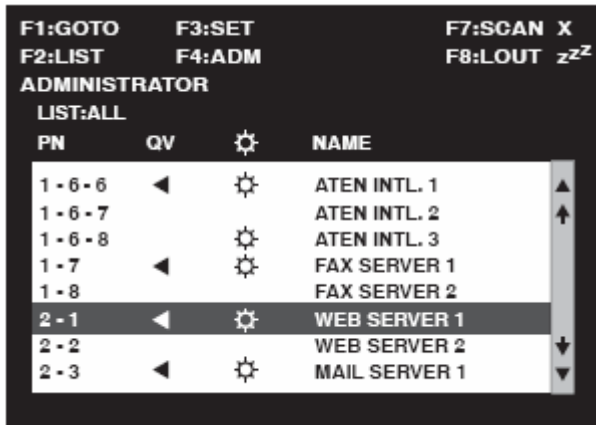 F1:GOTO F3:SET F7:SCAN X
F2:LIST F4:ADM F8:LOUT zzz
ADMINISTRATOR
LIST:ALL
PN QV NAME
1 - 6 - 6 ATEN INTL. 1
1 - 6 - 7 ATEN INTL. 2
1 - 6 - 8 ATEN INTL. 3
1 - 7 FAX SERVER 1
1 - 8 FAX SERVER 2
2 - 1 WEB SERVER 1
2 - 2 WEB SERVER 2
2 - 3 MAIL SERVER 1